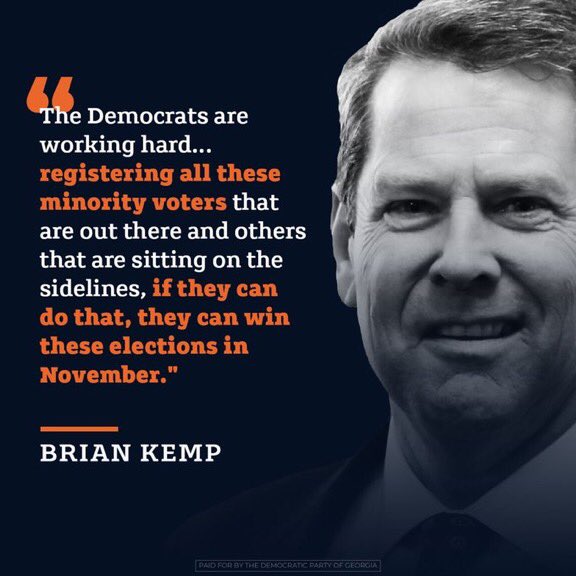 “
The Democrats are
working hard...
registering all these
minority voters that
are out there and others
that are sitting on the
sidelines, if they can
do that, they can win
these elections in
November."
BRIAN KEMP
PAID FOR BY THE DEMOCRATIC PARTY OF GEORGIA